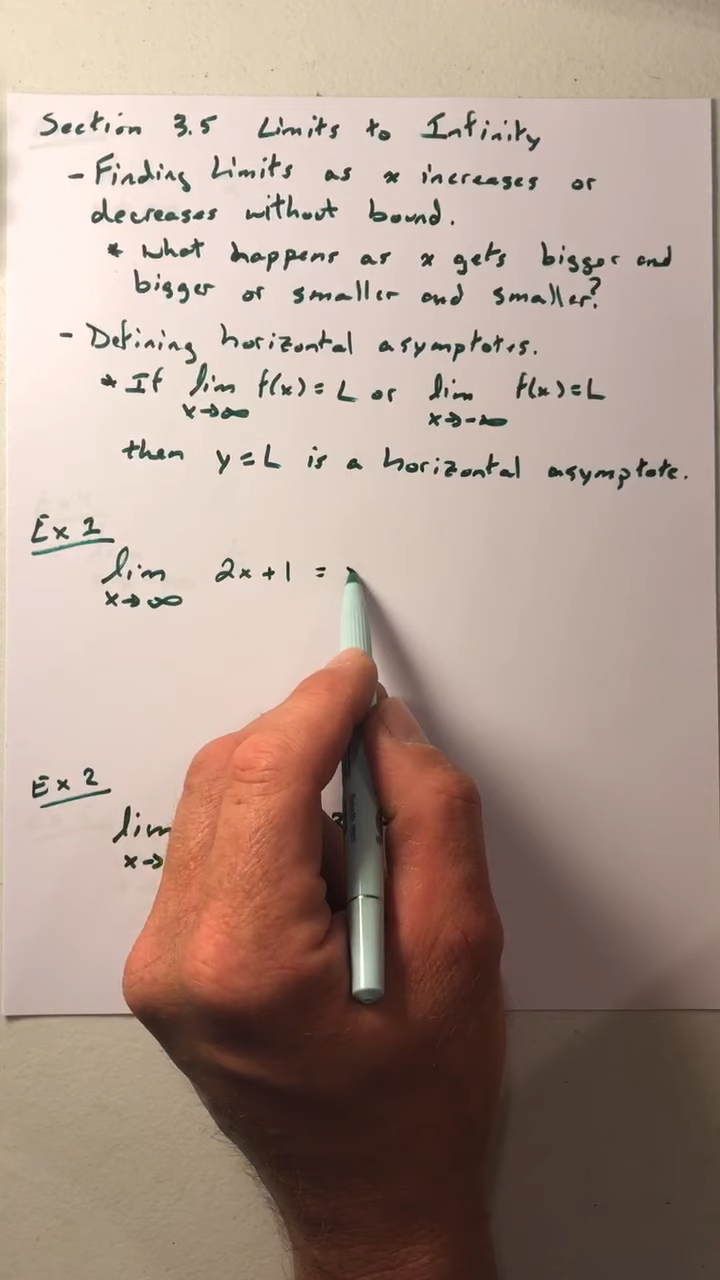 Section 3.5 Limits to Infinity
- Finding Limits as x increases or
decreases without bound.
* What happens as x gets bigger and
bigger or smaller and smaller?
- Defining horizontal asymptotes.
* If lim f(x) = L or lim f(x) = L
x→∞ x→-∞
then y = L is a horizontal asymptote.
Ex 1
lim 2x + 1 =
x→∞
Ex 2
lim
x→